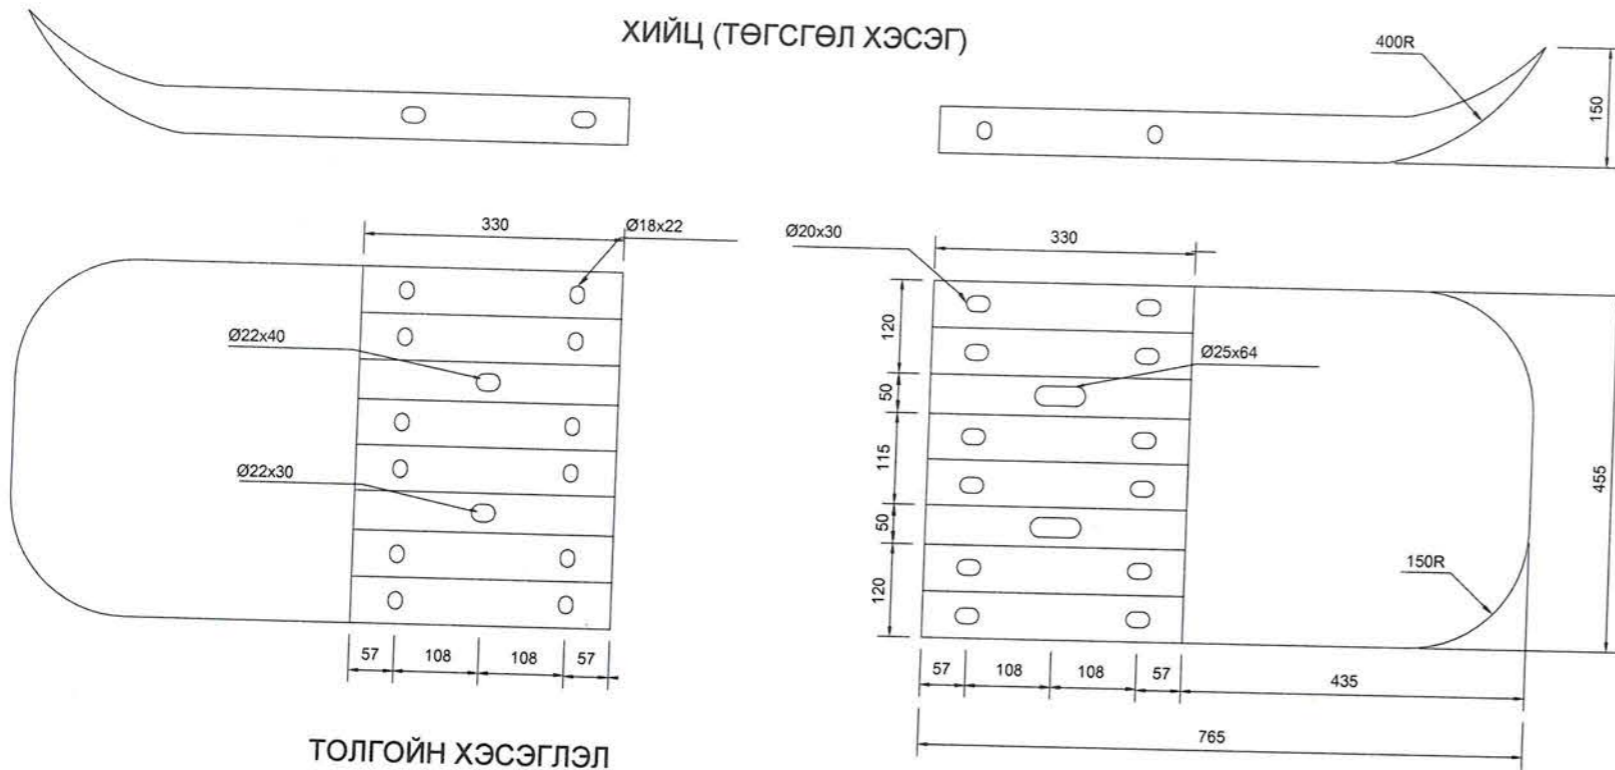 ХИЙЦ (ТӨГСГӨЛ ХЭСЭГ)
400R
150
330
Ø18x22
Ø20x30
330
Ø22x40
120
Ø25x64
50
115
455
Ø22x30
50
150R
120
57 108 108 57
57 108 108 57 435
765
ТОЛГОЙН ХЭСЭГЛЭЛ